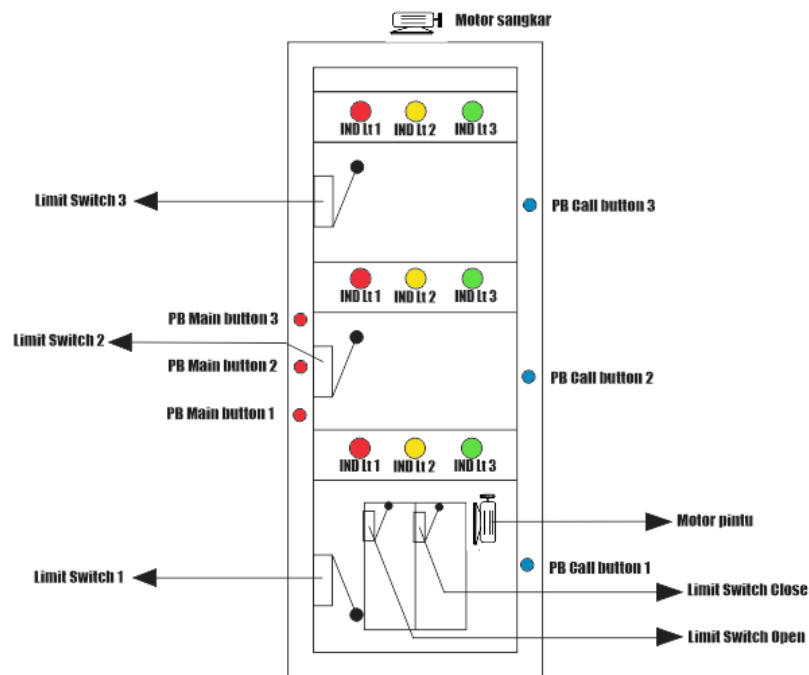 Motor sangkar
IND Lt 1 IND Lt 2 IND Lt 3
Limit Switch 3
PB Call button 3
IND Lt 1 IND Lt 2 IND Lt 3
PB Main button 3
Limit Switch 2
PB Main button 2
PB Call button 2
PB Main button 1
IND Lt 1 IND Lt 2 IND Lt 3
Motor pintu
PB Call button 1
Limit Switch 1
Limit Switch Close
Limit Switch Open